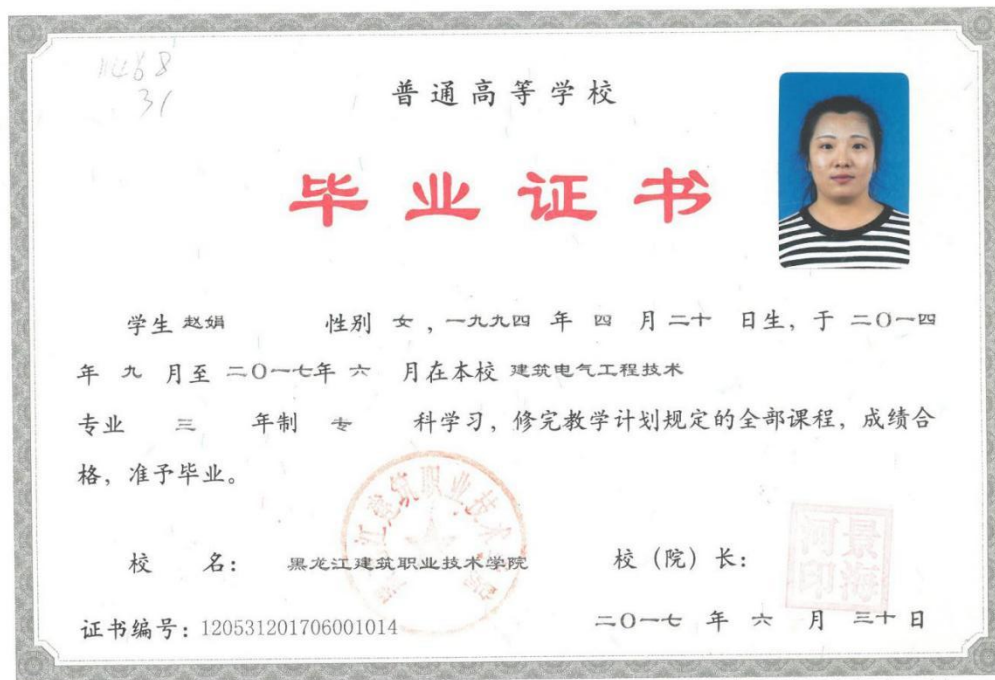 普通高等学校
毕业证书
学生 赵娟 性别 女，一九九四 年 四 月 二十 日生，于 二〇一四
年 九 月至 二〇一七年 六 月在本校 建筑电气工程技术
专业 三 年制 专 科学习，修完教学计划规定的全部课程，成绩合
格，准予毕业。
校 名： 黑龙江建筑职业技术学院 校（院）长：
证书编号：120531201706001014 二〇一七 年 六 月 三十 日